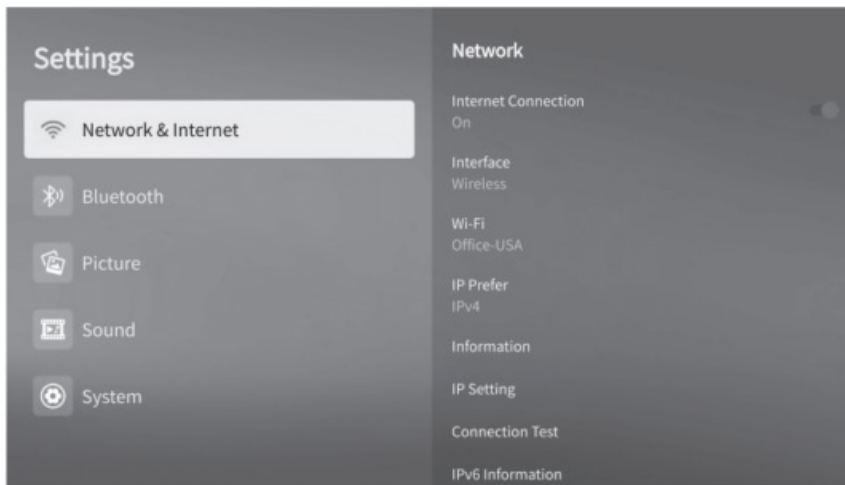 Settings
Network & Internet
Bluetooth
Picture
Sound
System
Network
Internet Connection
On
Interface
Wireless
Wi-Fi
Office-USA
IP Prefer
IPv4
Information
IP Setting
Connection Test
IPv6 Information